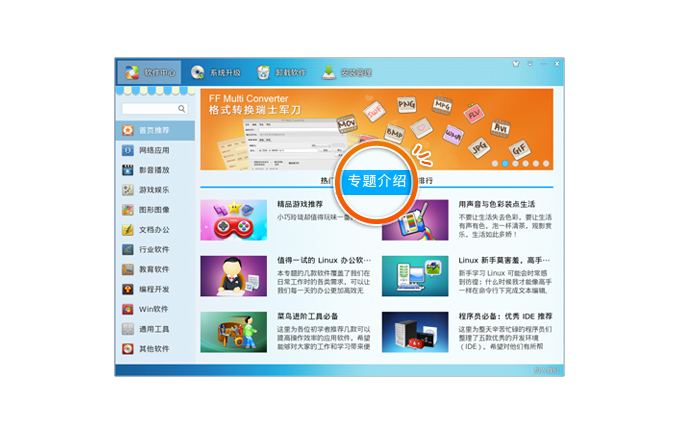 软件中心
系统升级
卸载软件
安装管理
首页推荐
网络应用
影音播放
游戏娱乐
图形图像
文档办公
行业软件
教育软件
编程开发
Win软件
通用工具
其他软件
FF Multi Converter
格式转换瑞士军刀
MOV
SWF
PNG
MPG
FLV
AVI
BMP
WMA
JPG
GIF
热门
专题介绍
排行
精品游戏推荐
小巧玲珑却值得玩味一番
用声音与色彩装点生活
不要让生活失去色彩，要让生活
有声有色，泡一杯清茶，观影赏
乐，生活如此多娇！
值得一试的 Linux 办公软…
本专题的几款软件覆盖了我们在
日常工作时的各类需求，可以让
我们每一天的办公更加高效无
Linux 新手莫害羞，高手…
新手学习 Linux 可能会时常感
到彷徨：什么时候我才能像高手
一样在命令行下完成文本编辑、
菜鸟进阶工具必备
这里为各位初学者推荐几款可以
提高操作效率的应用软件，希望
能够对大家的工作和学习带来便
程序员必备：优秀 IDE 推荐
这里为整天辛苦忙碌的程序员们
整理了五款优秀的开发环境
（IDE）。希望对他们有所帮